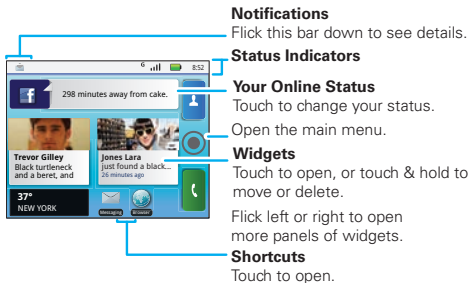 Notifications
Flick this bar down to see details.
Status Indicators
Your Online Status
Touch to change your status.
Open the main menu.
Widgets
Touch to open, or touch & hold to
move or delete.
Flick left or right to open
more panels of widgets.
Shortcuts
Touch to open.
G 8:52
f
298 minutes away from cake.
Trevor Gilley
Black turtleneck
and a beret, and
Jones Lara
just found a black...
26 minutes ago
37°
NEW YORK
Messaging
Browser